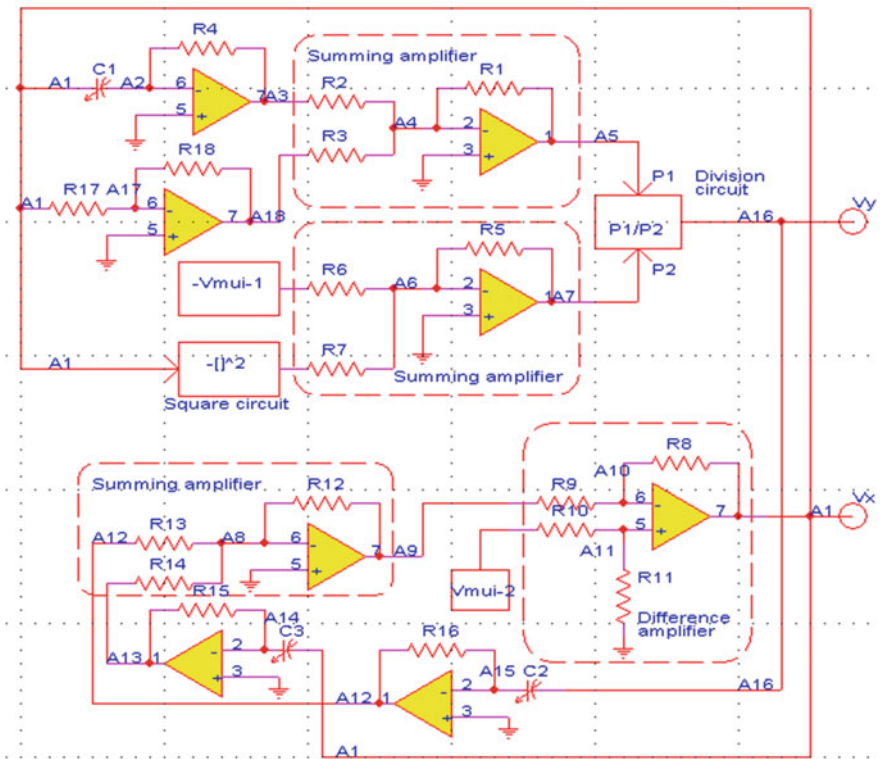 R4
Summing amplifier
A1 C1 A2 6 - 7 A3 R2 R1
5 +
A4 2 - 1 A5
R3 3 +
R18
P1 Division
circuit
A1 R17 A17 6 - 7 A18
5 +
A16 Vy
P1/P2
R5
P2
-Vmui-1 R6 A6 2 - 1 A7
3 +
R7
A1 -[]^2
Summing amplifier
Square circuit
R8
Summing amplifier R12 A10
R9 6 - 7 A1 Vx
A12 R13 A8 6 - 7 A9 R10 5 +
5 + A11
R14 Vmui-2 R11
R15
A14 C3 R16 Difference
amplifier
A13 1 2 -
3 + A15 C2 A16
A12 1 2 -
3 +
A1